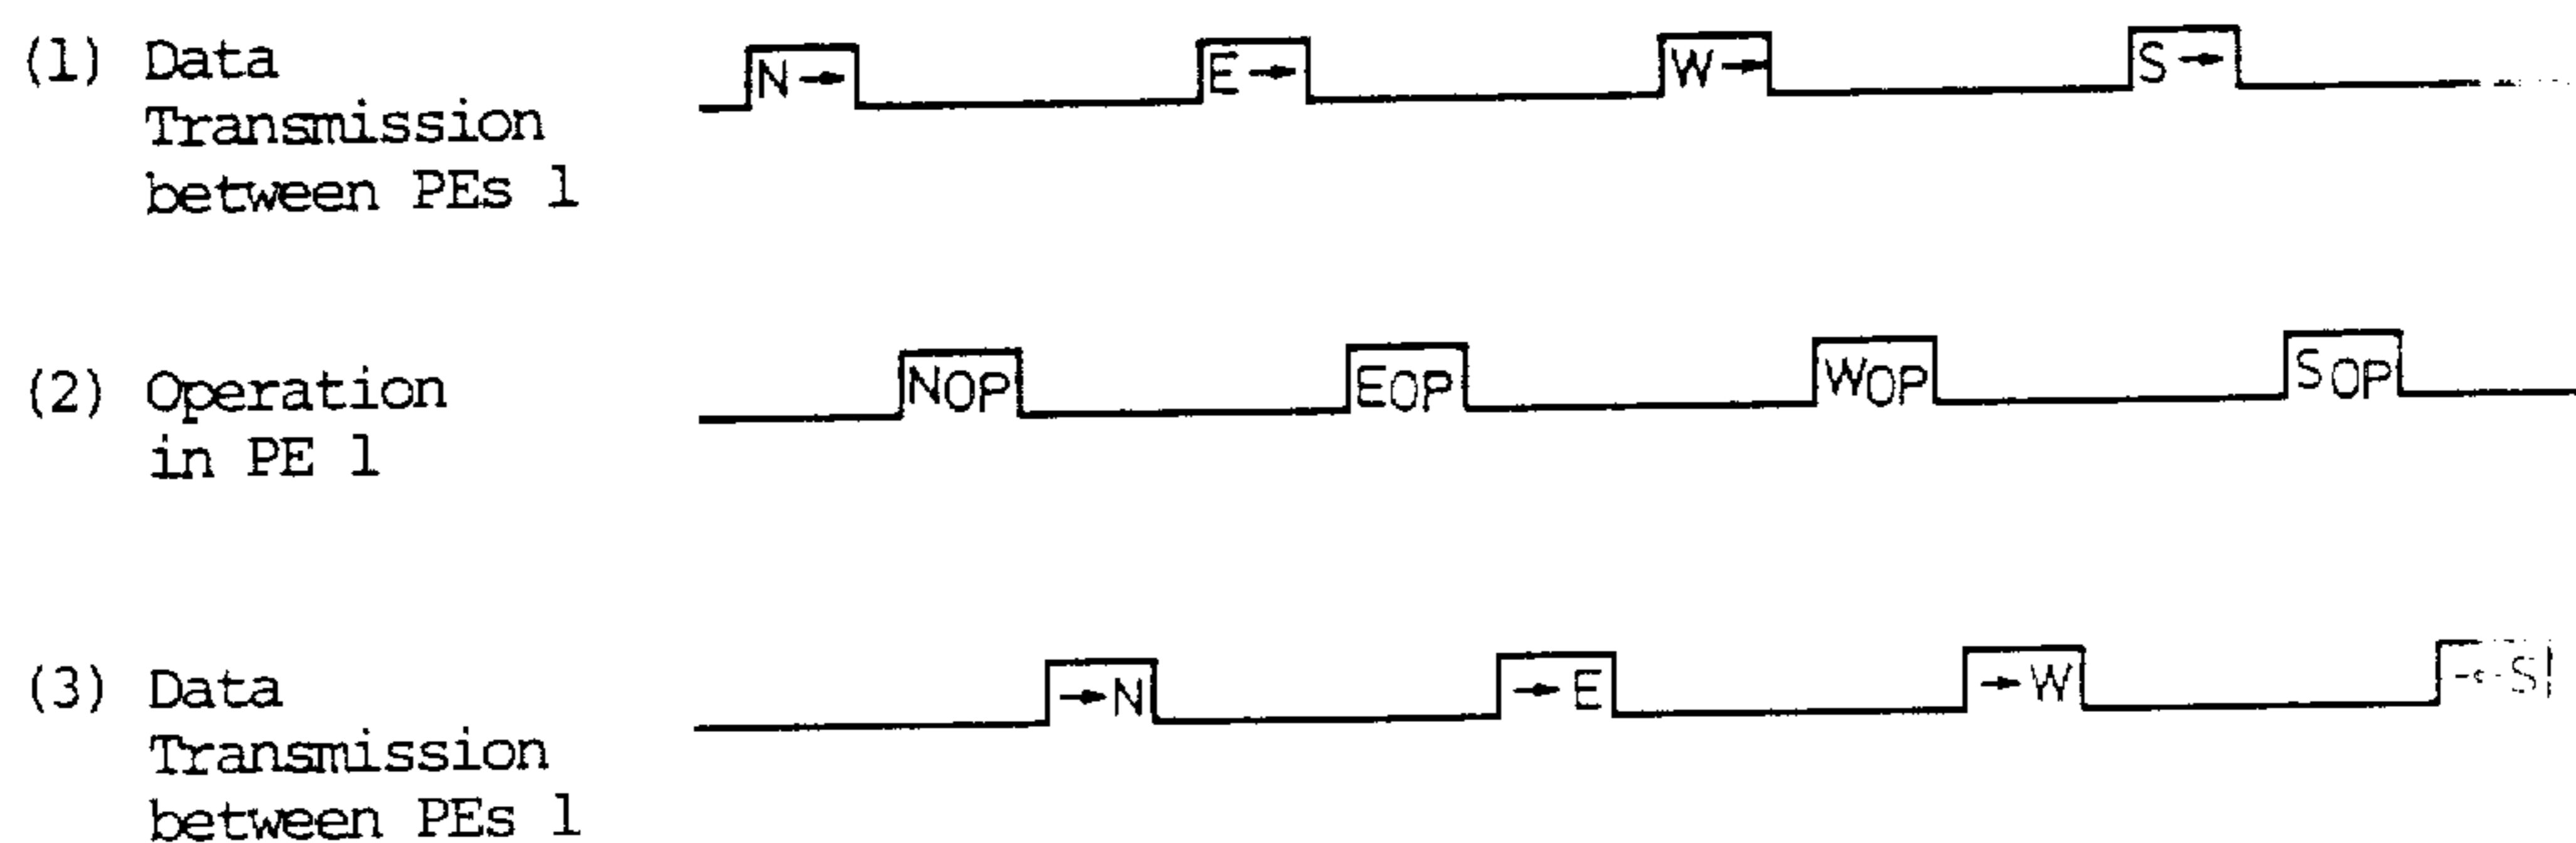 (1) Data
Transmission
between PEs 1
N→ E→ W→ S→
(2) Operation
in PE 1
NOP EOP WOP SOP
(3) Data
Transmission
between PEs 1
→N →E →W S